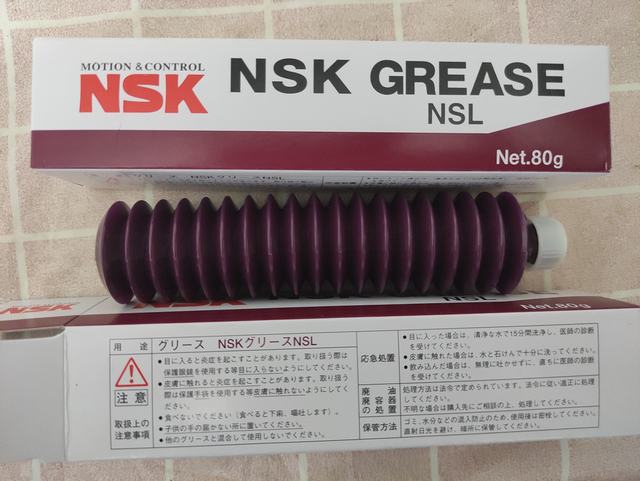 MOTION & CONTROL
NSK
NSK GREASE
NSL
Net.80g
NSKグリースNSL
NSK
NSL
Net.80g
用 途 グリース NSKグリースNSL
注意
取扱上の
注意事項
●目に入ると炎症を起こすことがあります。取り扱う際は
保護眼鏡を使用する等目に入らないようにしてください。
●皮膚に触れると炎症を起こすことがあります。取り扱う
際は保護手袋を使用する等皮膚に触れないようにしてく
ださい。
●食べないでください(食べると下痢、嘔吐します)。
●子供の手の届かない所に置いてください。
●他のグリースと混合して使用しないでください。
応急処置
●目に入った場合は、清浄な水で15分間洗浄し、医師の診断
を受けてください。
●皮膚に触れた場合は、水と石けんで十分に洗ってください。
●飲み込んだ場合は、無理に吐かせずに、直ちに医師の診断
を受けてください。
廃油
廃容器
の処置
処理方法は法令で定められています。法令に従い適正に処理
してください。
不明な場合は購入先にご相談の上、処理してください。
保管方法
ゴミ、水分などの混入防止のため、使用後は密栓してください。
直射日光を避け、暗所に保管してください。